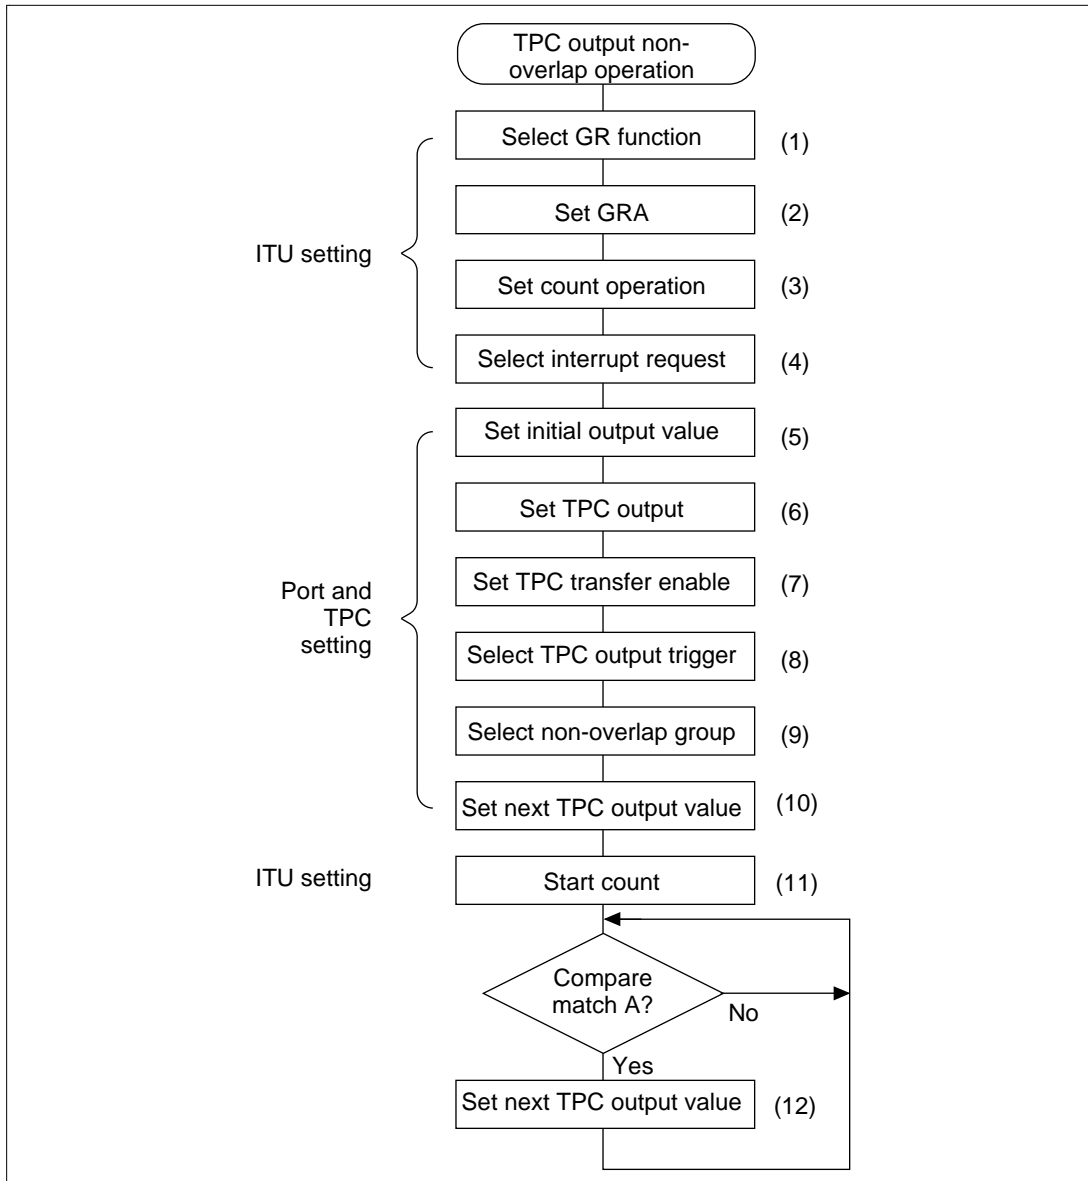 TPC output non-
overlap operation
Select GR function
(1)
Set GRA
(2)
ITU setting
Set count operation
(3)
Select interrupt request
(4)
Set initial output value
(5)
Set TPC output
(6)
Port and
TPC
setting
Set TPC transfer enable
(7)
Select TPC output trigger
(8)
Select non-overlap group
(9)
Set next TPC output value
(10)
ITU setting
Start count
(11)
Compare
match A?
No
Yes
Set next TPC output value
(12)